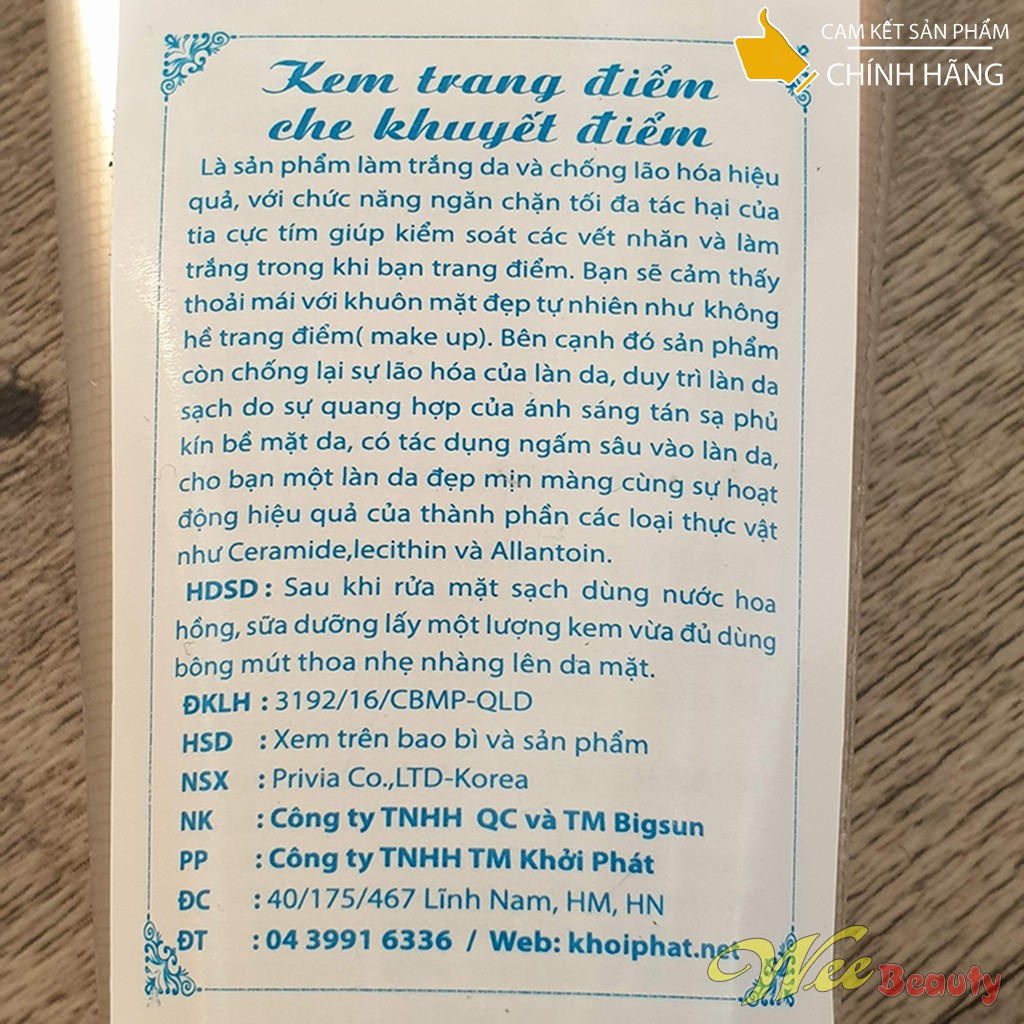 CAM KẾT SẢN PHẨM
CHÍNH HÃNG
Kem trang điểm
che khuyết điểm
Là sản phẩm làm trắng da và chống lão hóa hiệu
quả, với chức năng ngăn chặn tối đa tác hại của
tia cực tím giúp kiểm soát các vết nhăn và làm
trắng trong khi bạn trang điểm. Bạn sẽ cảm thấy
thoải mái với khuôn mặt đẹp tự nhiên như không
hề trang điểm( make up). Bên cạnh đó sản phẩm
còn chống lại sự lão hóa của làn da, duy trì làn da
sạch do sự quang hợp của ánh sáng tán sạ phủ
kín bề mặt da, có tác dụng ngấm sâu vào làn da,
cho bạn một làn da đẹp mịn màng cùng sự hoạt
động hiệu quả của thành phần các loại thực vật
như Ceramide,lecithin và Allantoin.
HDSD : Sau khi rửa mặt sạch dùng nước hoa
hồng, sữa dưỡng lấy một lượng kem vừa đủ dùng
bông mút thoa nhẹ nhàng lên da mặt.
ĐKLH : 3192/16/CBMP-QLD
HSD : Xem trên bao bì và sản phẩm
NSX : Privia Co.,LTD-Korea
NK : Công ty TNHH QC và TM Bigsun
PP : Công ty TNHH TM Khởi Phát
ĐC : 40/175/467 Lĩnh Nam, HM, HN
ĐT : 04 3991 6336 / Web: khoiphat.net
Wee Beauty